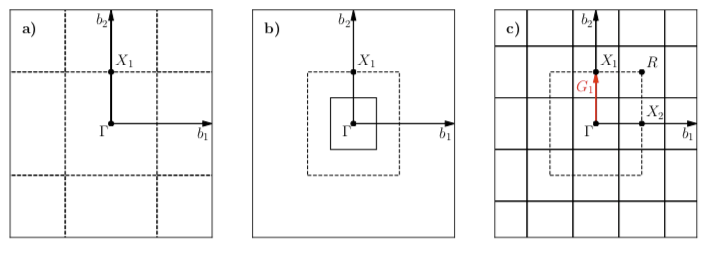 a)
b₂
X₁
Γ
b₁
b)
b₂
X₁
Γ
b₁
c)
b₂
X₁
R
G₁
Γ
X₂
b₁